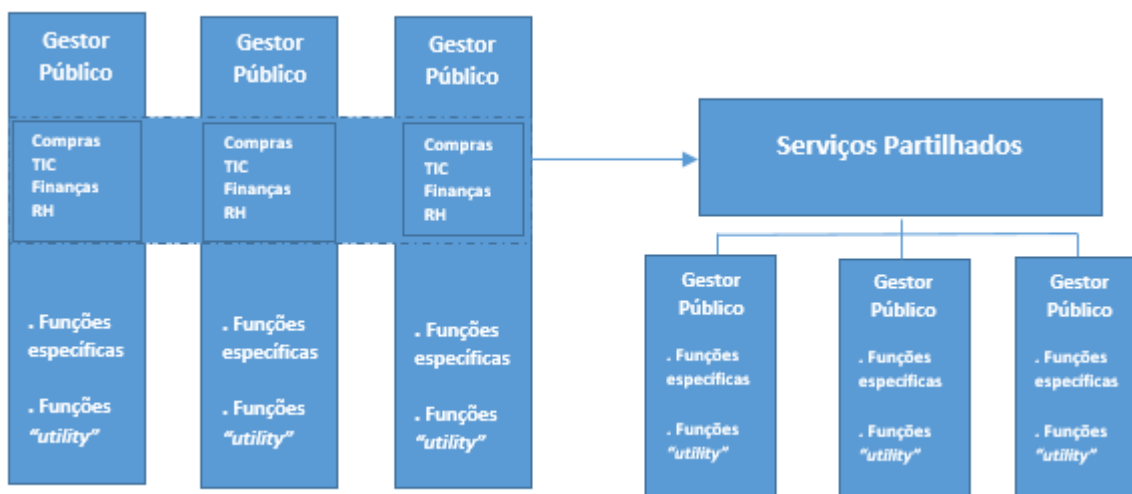 Gestor
Público
Compras
TIC
Finanças
RH
. Funções
específicas
. Funções
“utility”
Gestor
Público
Compras
TIC
Finanças
RH
. Funções
específicas
. Funções
“utility”
Gestor
Público
Compras
TIC
Finanças
RH
. Funções
específicas
. Funções
“utility”
Serviços Partilhados
Gestor
Público
. Funções
específicas
. Funções
“utility”
Gestor
Público
. Funções
específicas
. Funções
“utility”
Gestor
Público
. Funções
específicas
. Funções
“utility”